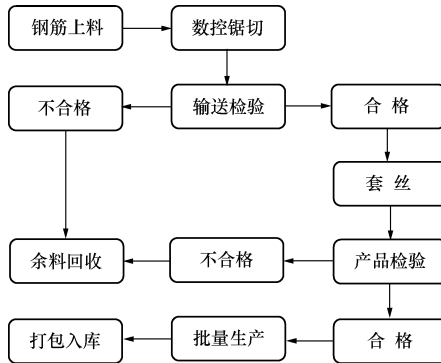 钢筋上料
数控锯切
不合格
输送检验
合 格
套 丝
余料回收
不合格
产品检验
打包入库
批量生产
合 格